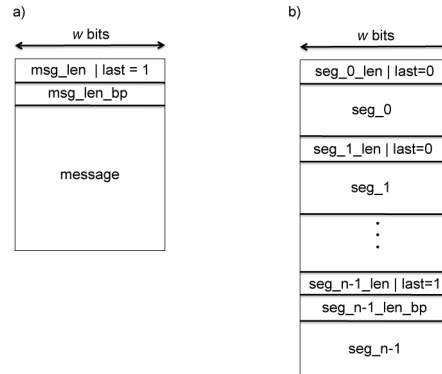 a)
w bits
msg_len | last = 1
msg_len_bp
message
b)
w bits
seg_0_len | last=0
seg_0
seg_1_len | last=0
seg_1
seg_n-1_len | last=1
seg_n-1_len_bp
seg_n-1